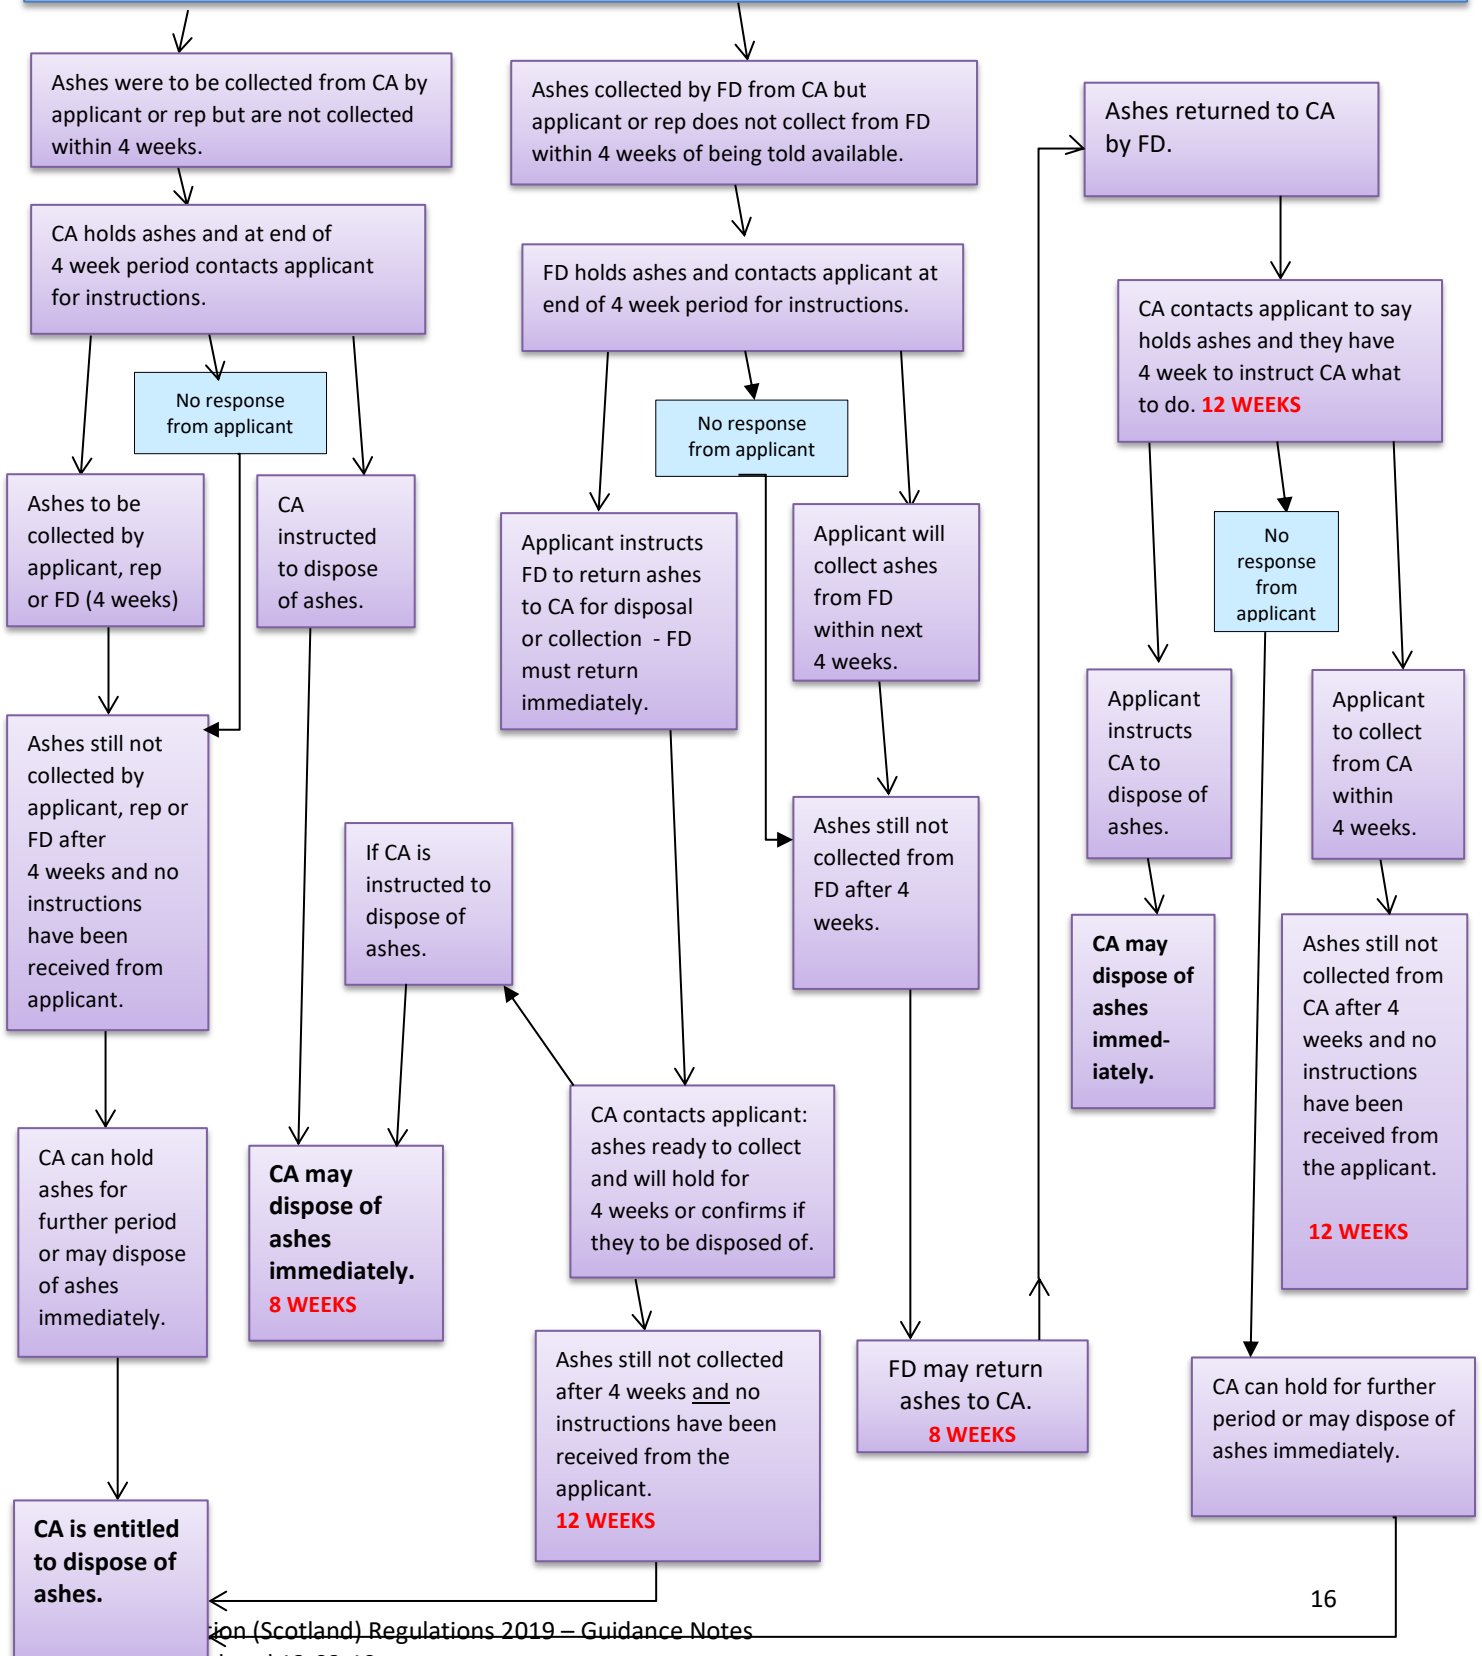 Ashes were to be collected from CA by
applicant or rep but are not collected
within 4 weeks.
Ashes collected by FD from CA but
applicant or rep does not collect from FD
within 4 weeks of being told available.
Ashes returned to CA
by FD.
CA holds ashes and at end of
4 week period contacts applicant
for instructions.
FD holds ashes and contacts applicant at
end of 4 week period for instructions.
CA contacts applicant to say
holds ashes and they have
4 week to instruct CA what
to do. 12 WEEKS
No response
from applicant
No response
from applicant
No
response
from
applicant
Ashes to be
collected by
applicant, rep
or FD (4 weeks)
CA
instructed
to dispose
of ashes.
Applicant instructs
FD to return ashes
to CA for disposal
or collection - FD
must return
immediately.
Applicant will
collect ashes
from FD
within next
4 weeks.
Applicant
instructs
CA to
dispose of
ashes.
Applicant
to collect
from CA
within
4 weeks.
Ashes still not
collected by
applicant, rep or
FD after
4 weeks and no
instructions
have been
received from
applicant.
If CA is
instructed to
dispose of
ashes.
Ashes still not
collected from
FD after 4
weeks.
CA may
dispose of
ashes
immed-
iately.
Ashes still not
collected from
CA after 4
weeks and no
instructions
have been
received from
the applicant.
12 WEEKS
CA can hold
ashes for
further period
or may dispose
of ashes
immediately.
CA may
dispose of
ashes
immediately.
8 WEEKS
CA contacts applicant:
ashes ready to collect
and will hold for
4 weeks or confirms if
they to be disposed of.
Ashes still not collected
after 4 weeks and no
instructions have been
received from the
applicant.
12 WEEKS
FD may return
ashes to CA.
8 WEEKS
CA can hold for further
period or may dispose of
ashes immediately.
CA is entitled
to dispose of
ashes.
16
(Scotland) Regulations 2019 – Guidance Notes